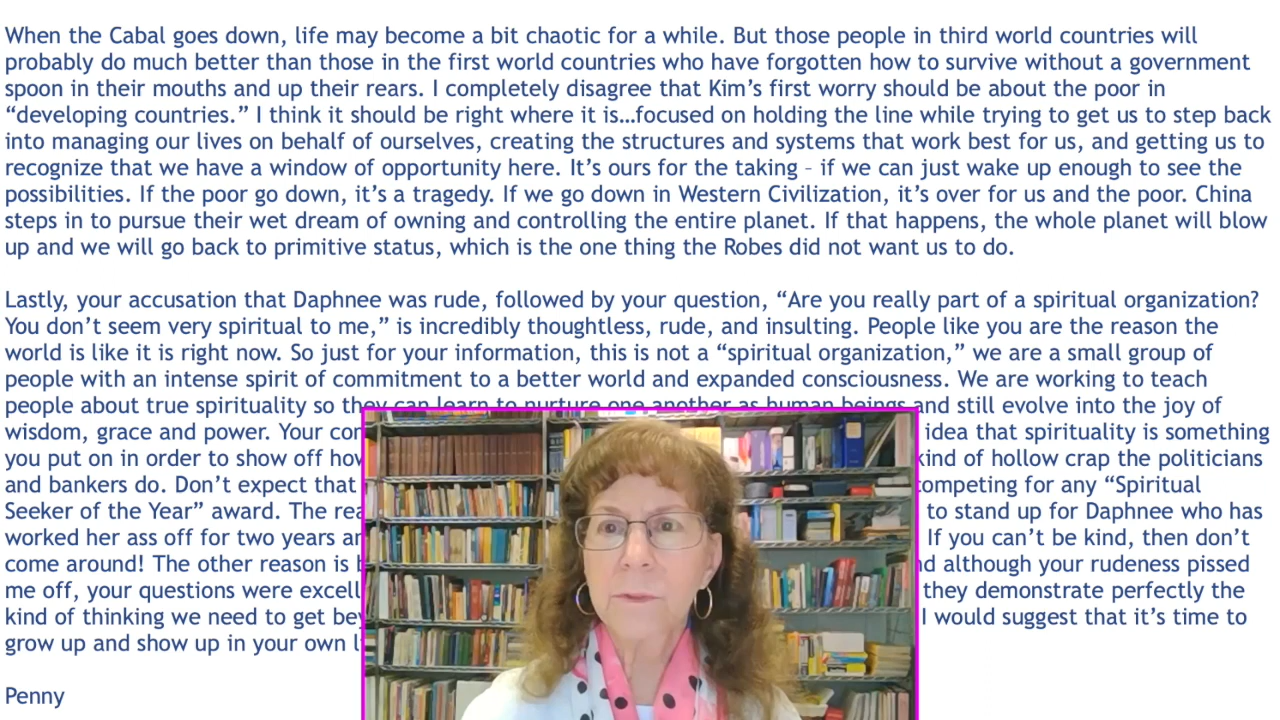 When the Cabal goes down, life may become a bit chaotic for a while. But those people in third world countries will
probably do much better than those in the first world countries who have forgotten how to survive without a government
spoon in their mouths and up their rears. I completely disagree that Kim’s first worry should be about the poor in
“developing countries.” I think it should be right where it is…focused on holding the line while trying to get us to step back
into managing our lives on behalf of ourselves, creating the structures and systems that work best for us, and getting us to
recognize that we have a window of opportunity here. It’s ours for the taking – if we can just wake up enough to see the
possibilities. If the poor go down, it’s a tragedy. If we go down in Western Civilization, it’s over for us and the poor. China
steps in to pursue their wet dream of owning and controlling the entire planet. If that happens, the whole planet will blow
up and we will go back to primitive status, which is the one thing the Robes did not want us to do.
Lastly, your accusation that Daphnee was rude, followed by your question, “Are you really part of a spiritual organization?
You don’t seem very spiritual to me,” is incredibly thoughtless, rude, and insulting. People like you are the reason the
world is like it is right now. So just for your information, this is not a “spiritual organization,” we are a small group of
people with an intense spirit of commitment to a better world and expanded consciousness. We are working to teach
people about true spirituality so they can learn to nurture one another as human beings and still evolve into the joy of
wisdom, grace and power. Your idea that spirituality is something
you put on in order to show off kind of hollow crap the politicians
and bankers do. Don’t expect that competing for any “Spiritual
Seeker of the Year” award. The to stand up for Daphnee who has
worked her ass off for two years If you can’t be kind, then don’t
come around! The other reason is although your rudeness pissed
me off, your questions were they demonstrate perfectly the
kind of thinking we need to get I would suggest that it’s time to
grow up and show up in your own
Penny